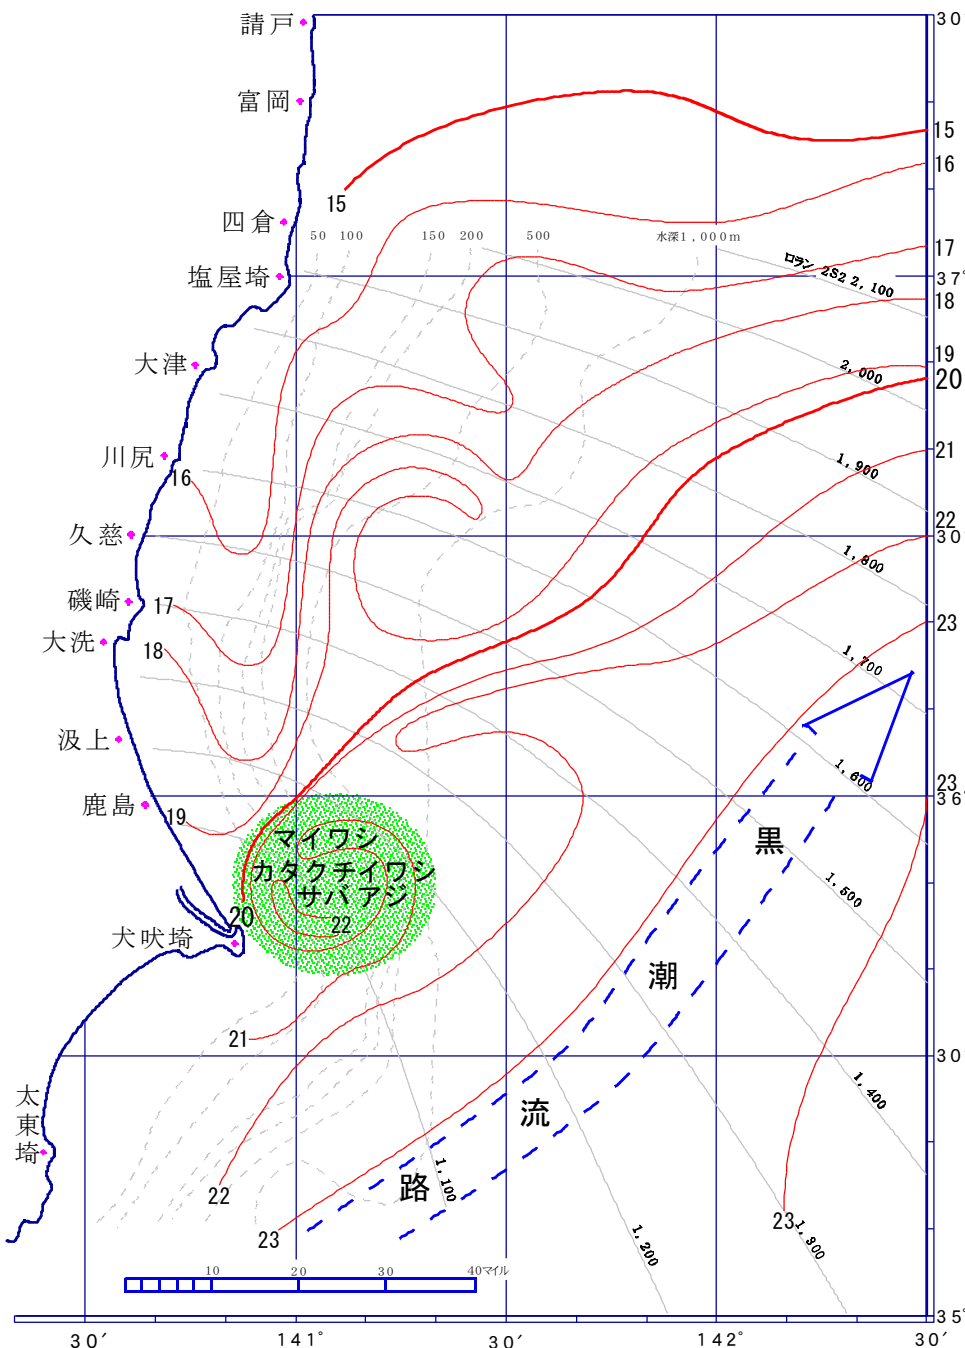 請戸
30
富岡
15
16
15
四倉
50 100 150 200 500 水深1,000m
17
ロラン 2S2 2,100
塩屋埼
37°
18
大津
19
2,000
20
川尻
21
1,900
16
22
久慈
30
1,800
磯崎
17
23
大洗
18
1,700
汲上
1,600
23
36°
鹿島
19
マイワシ
黒
カタクチイワシ
サバ アジ
1,500
20
22
犬吠埼
潮
21
1,400
太東埼
流
1,100
路
22
23
23
1,300
1,200
10 20 30 40マイル
35°
30′ 141° 30′ 142° 30′